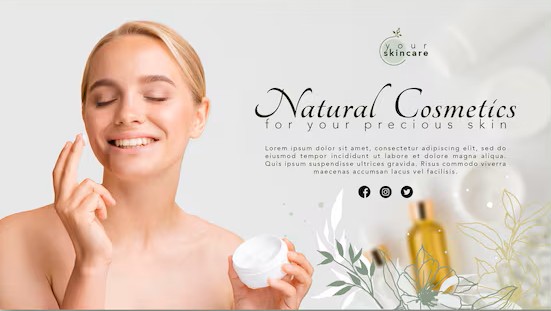 your
skincare
Natural Cosmetics
for your precious skin
Lorem ipsum dolor sit amet, consectetur adipiscing elit, sed do
eiusmod tempor incididunt ut labore et dolore magna aliqua.
Quis ipsum suspendisse ultrices gravida. Risus commodo viverra
maecenas accumsan lacus vel facilisis.